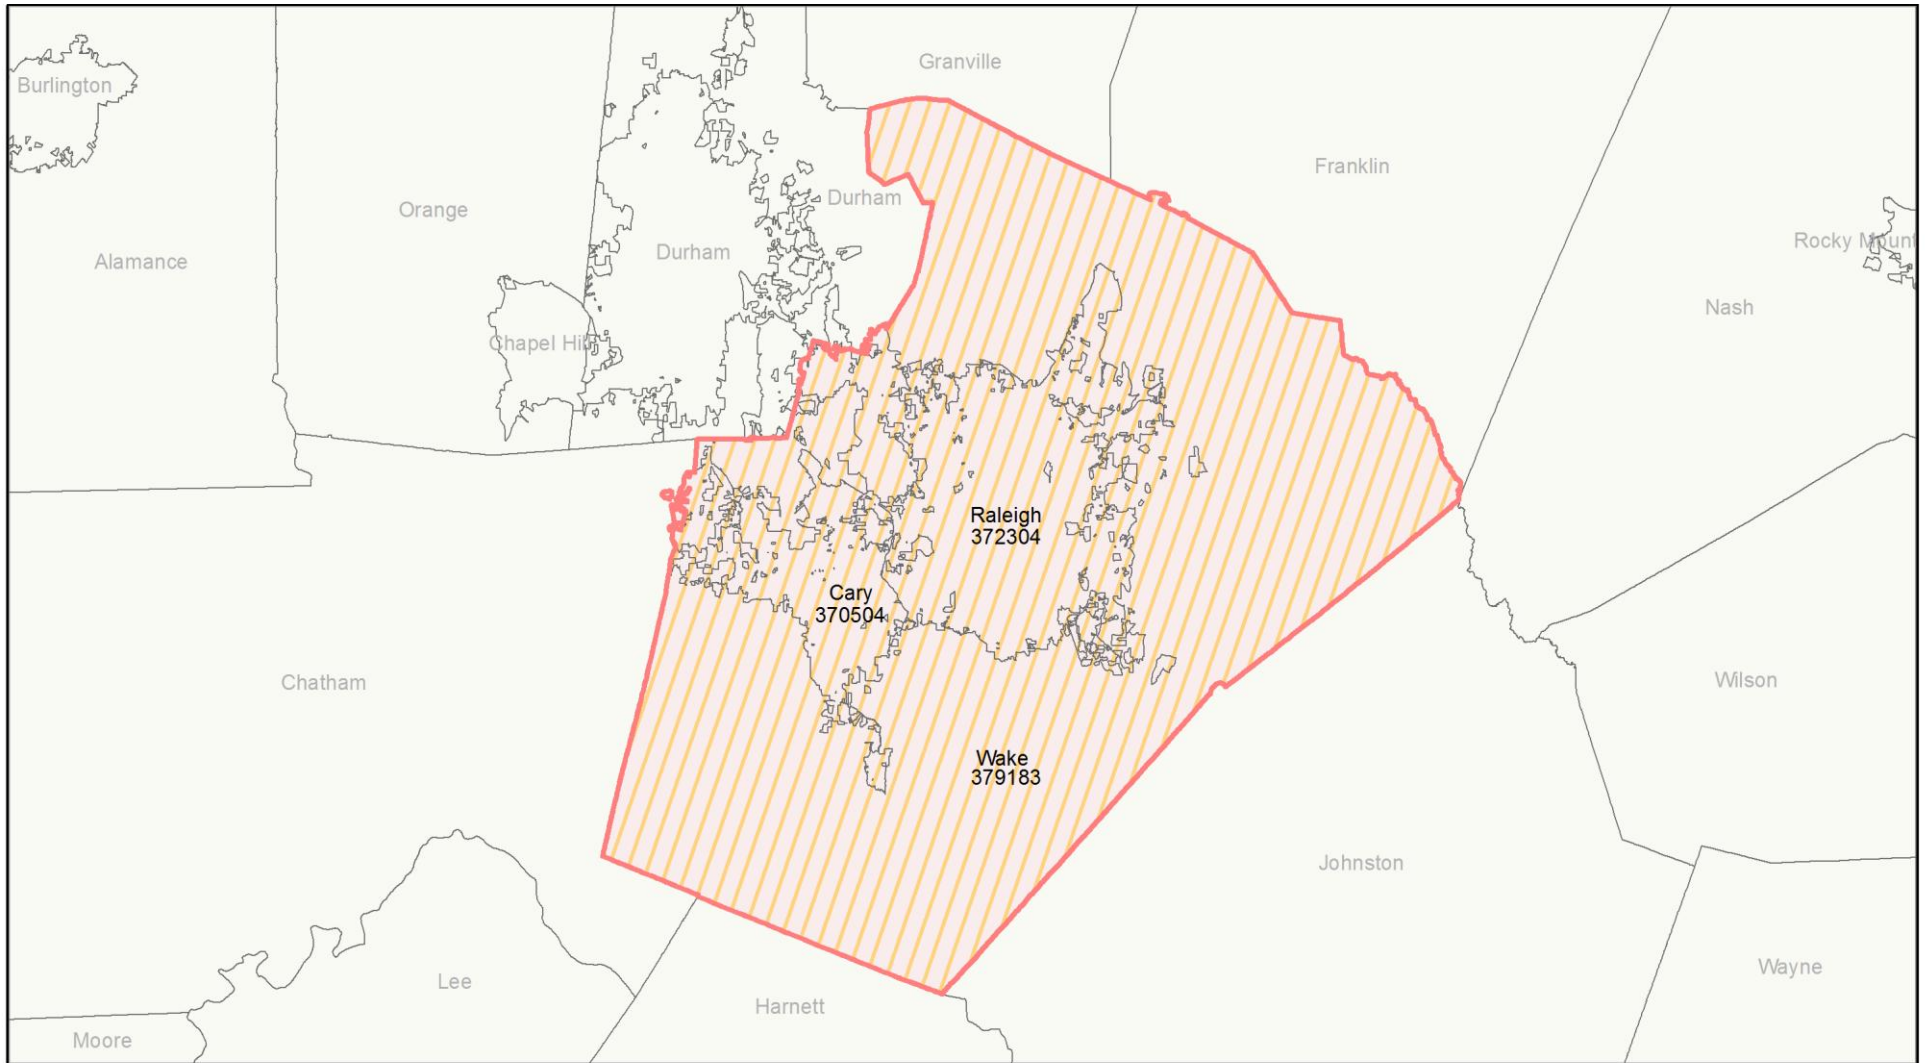 Granville
Burlington
Franklin
Durham
Orange
Rocky Mount
Durham
Alamance
Nash
Chapel Hill
Raleigh
372304
Cary
370504
Wilson
Chatham
Wake
379183
Johnston
Wayne
Lee
Harnett
Moore